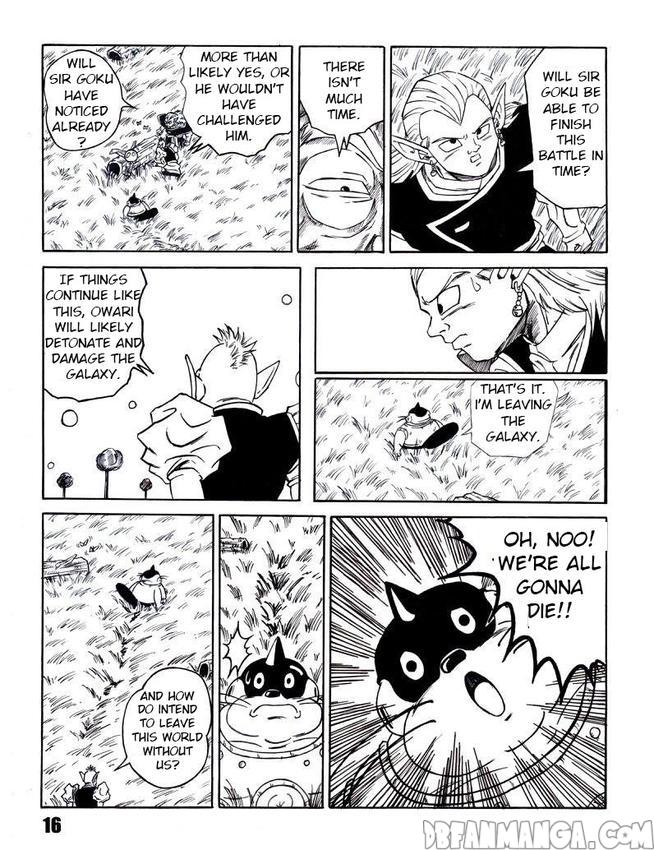 WILL
SIR GOKU
HAVE
NOTICED
ALREADY
?
MORE THAN
LIKELY YES, OR
HE WOULDN'T
HAVE
CHALLENGED
HIM.
THERE
ISN'T
MUCH
TIME.
WILL SIR
GOKU BE
ABLE TO
FINISH
THIS
BATTLE IN
TIME?
IF THINGS
CONTINUE LIKE
THIS, OWARI
WILL LIKELY
DETONATE AND
DAMAGE THE
GALAXY.
THAT'S IT.
I'M LEAVING
THE
GALAXY.
AND HOW
DO INTEND
TO LEAVE
THIS WORLD
WITHOUT
US?
OH, NOO!
WE'RE ALL
GONNA
DIE!!
16
DBFANMANGA.COM